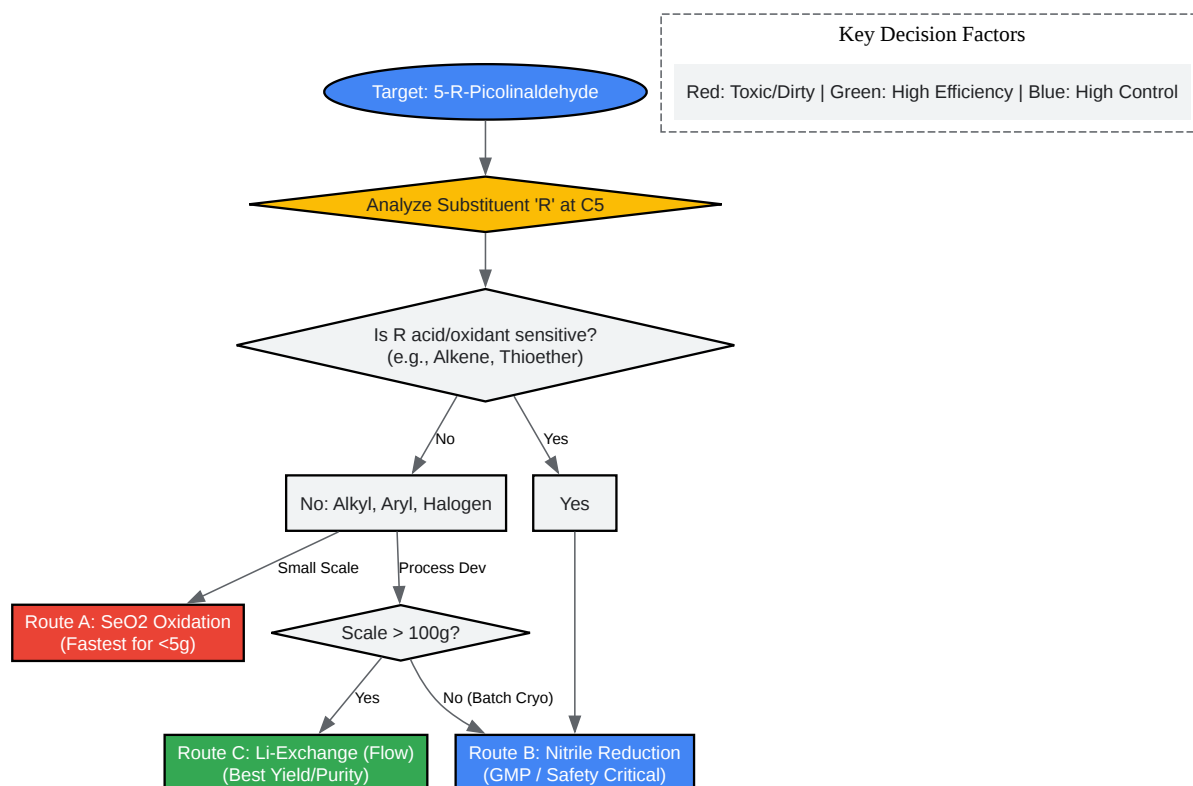 Key Decision Factors
Red: Toxic/Dirty | Green: High Efficiency | Blue: High Control
Target: 5-R-Picolinaldehyde
Analyze Substituent 'R' at C5
Is R acid/oxidant sensitive?
(e.g., Alkene, Thioether)
No
Yes
No: Alkyl, Aryl, Halogen
Yes
Small Scale
Process Dev
Route A: SeO2 Oxidation
(Fastest for <5g)
Scale > 100g?
Yes
No (Batch Cryo)
Route C: Li-Exchange (Flow)
(Best Yield/Purity)
Route B: Nitrile Reduction
(GMP / Safety Critical)